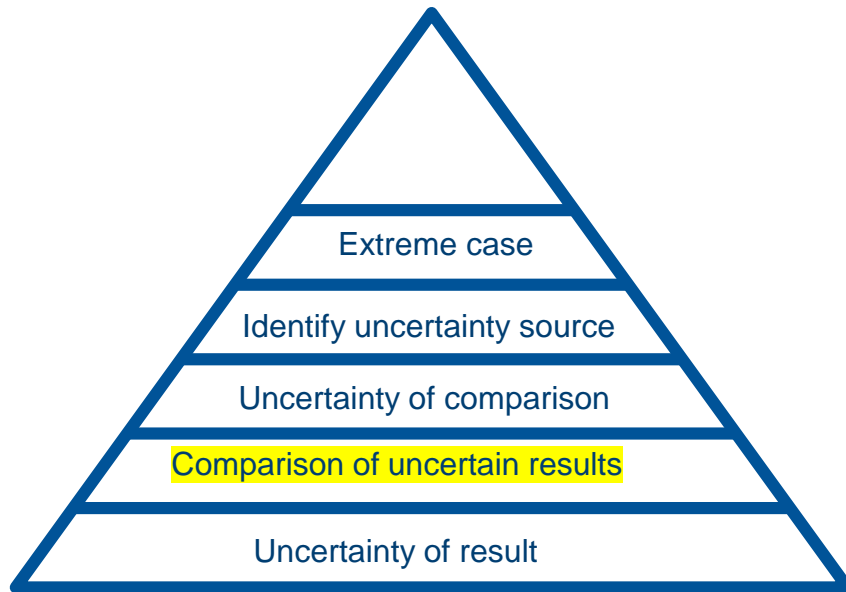 Extreme case
Identify uncertainty source
Uncertainty of comparison
Comparison of uncertain results
Uncertainty of result